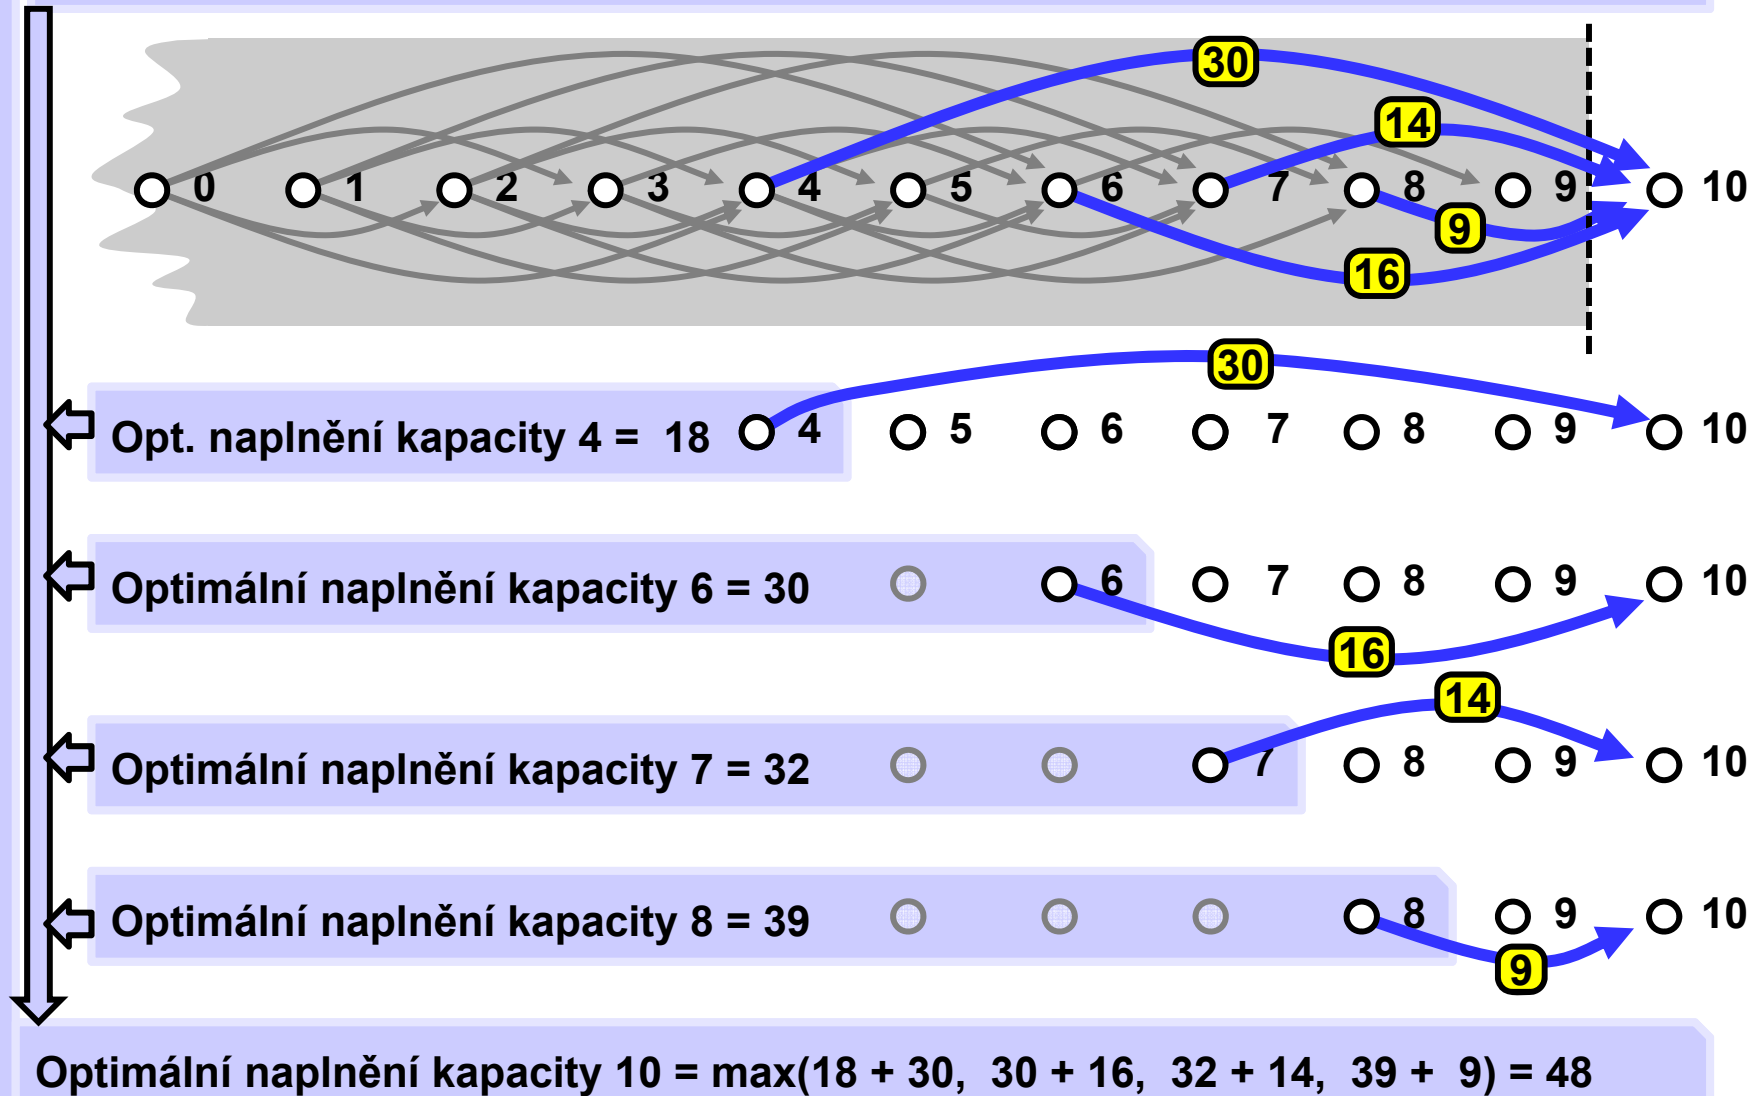 30
14
0 1 2 3 4 5 6 7 8 9 10
9
16
30
Opt. naplnění kapacity 4 = 18 4 5 6 7 8 9 10
Optimální naplnění kapacity 6 = 30 6 7 8 9 10
16
14
Optimální naplnění kapacity 7 = 32 7 8 9 10
Optimální naplnění kapacity 8 = 39 8 9 10
9
Optimální naplnění kapacity 10 = max(18 + 30, 30 + 16, 32 + 14, 39 + 9) = 48